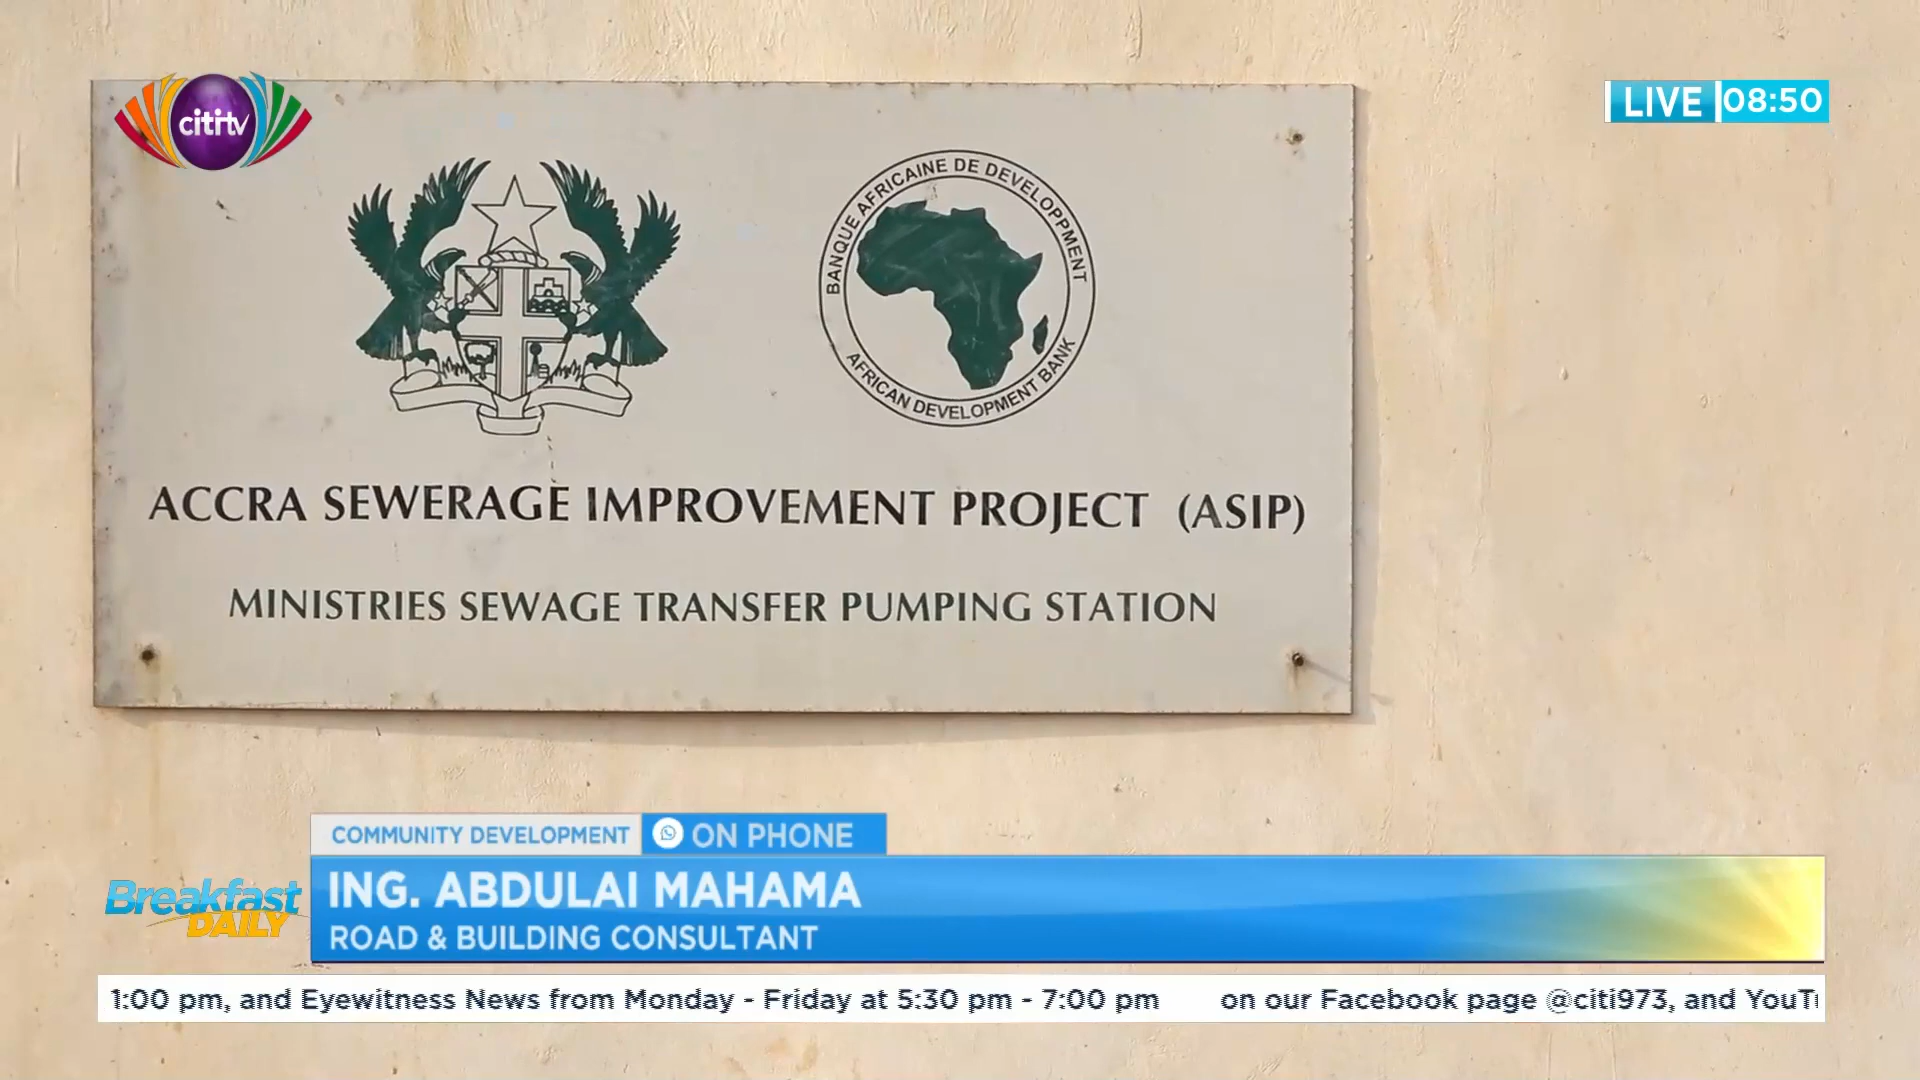 citi tv
LIVE 08:50
BANQUE AFRICAINE DE DEVELOPPMENT
AFRICAN DEVELOPMENT BANK
ACCRA SEWERAGE IMPROVEMENT PROJECT (ASIP)
MINISTRIES SEWAGE TRANSFER PUMPING STATION
COMMUNITY DEVELOPMENT ON PHONE
Breakfast
DAILY
ING. ABDULAI MAHAMA
ROAD & BUILDING CONSULTANT
1:00 pm, and Eyewitness News from Monday - Friday at 5:30 pm - 7:00 pm on our Facebook page @citi973, and